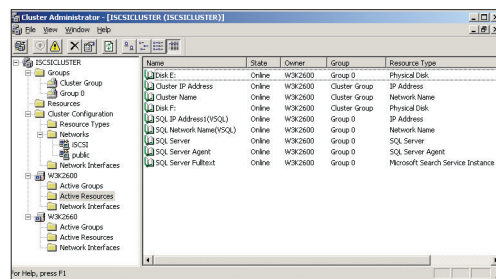 Cluster Administrator - [ISCSICLUSTER (ISCSICLUSTER)]
File View Window Help
ISCSICLUSTER
Groups
Cluster Group
Group 0
Resources
Cluster Configuration
Resource Types
Networks
iSCSI
public
Network Interfaces
W3K2600
Active Groups
Active Resources
Network Interfaces
W3K2660
Active Groups
Active Resources
Network Interfaces
Name State Owner Group Resource Type
Disk E: Online W3K2600 Group 0 Physical Disk
Cluster IP Address Online W3K2600 Cluster Group IP Address
Cluster Name Online W3K2600 Cluster Group Network Name
Disk F: Online W3K2600 Cluster Group Physical Disk
SQL IP Address1(VSQL) Online W3K2600 Group 0 IP Address
SQL Network Name(VSQL) Online W3K2600 Group 0 Network Name
SQL Server Online W3K2600 Group 0 SQL Server
SQL Server Agent Online W3K2600 Group 0 SQL Server Agent
SQL Server Fulltext Online W3K2600 Group 0 Microsoft Search Service Instance
For Help, press F1